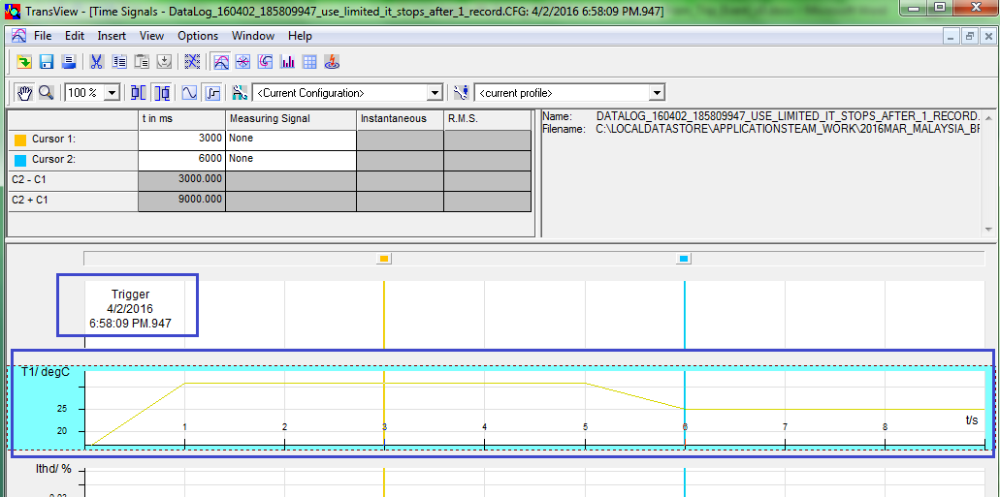 TransView - [Time Signals - DataLog_160402_185809947_use_limited_it_stops_after_1_record.CFG: 4/2/2016 6:58:09 PM.947]
File Edit Insert View Options Window Help
100 % <Current Configuration> <current profile>
t in ms Measuring Signal Instantaneous R.M.S.
Cursor 1: 3000 None
Cursor 2: 6000 None
C2 - C1 3000.000
C2 + C1 9000.000
Name: DATALOG_160402_185809947_USE_LIMITED_IT_STOPS_AFTER_1_RECORD.
Filename: C:\LOCALDATASTORE\APPLICATIONSTEAM_WORK\2016MAR_MALAYSIA_BF
Trigger
4/2/2016
6:58:09 PM.947
T1/ degC
25
20
1 2 3 4 5 6 7 8 t/s
Ithd/ %